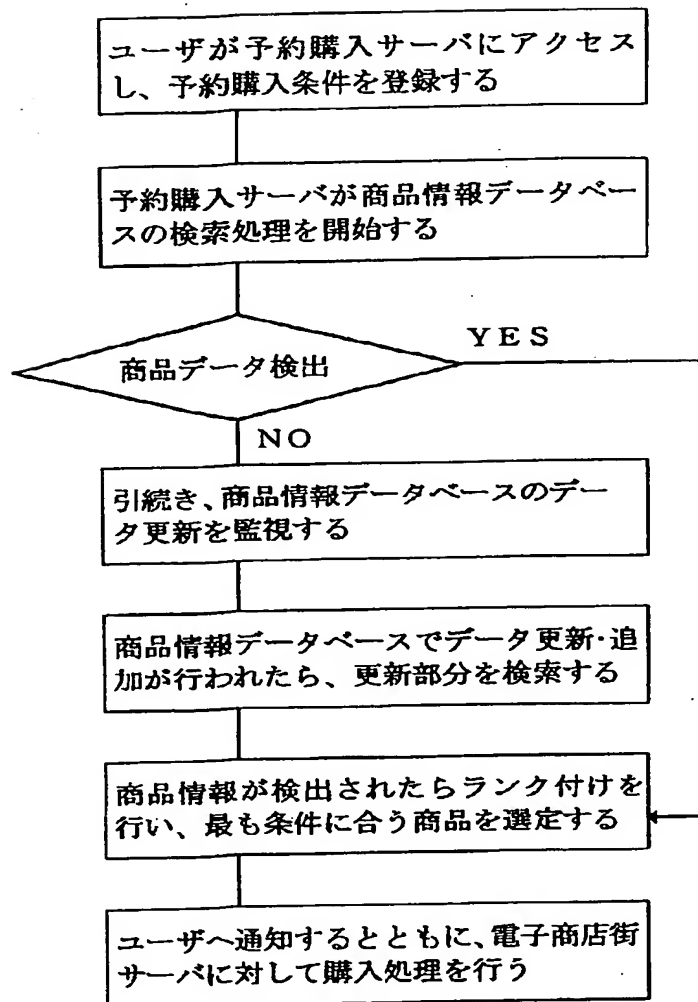 ユーザが予約購入サーバにアクセス
し、予約購入条件を登録する
予約購入サーバが商品情報データベー
スの検索処理を開始する
商品データ検出
YES
NO
引続き、商品情報データベースのデー
タ更新を監視する
商品情報データベースでデータ更新·追
加が行われたら、更新部分を検索する
商品情報が検出されたらランク付けを
行い、最も条件に合う商品を選定する
ユーザへ通知するとともに、電子商店街
サーバに対して購入処理を行う